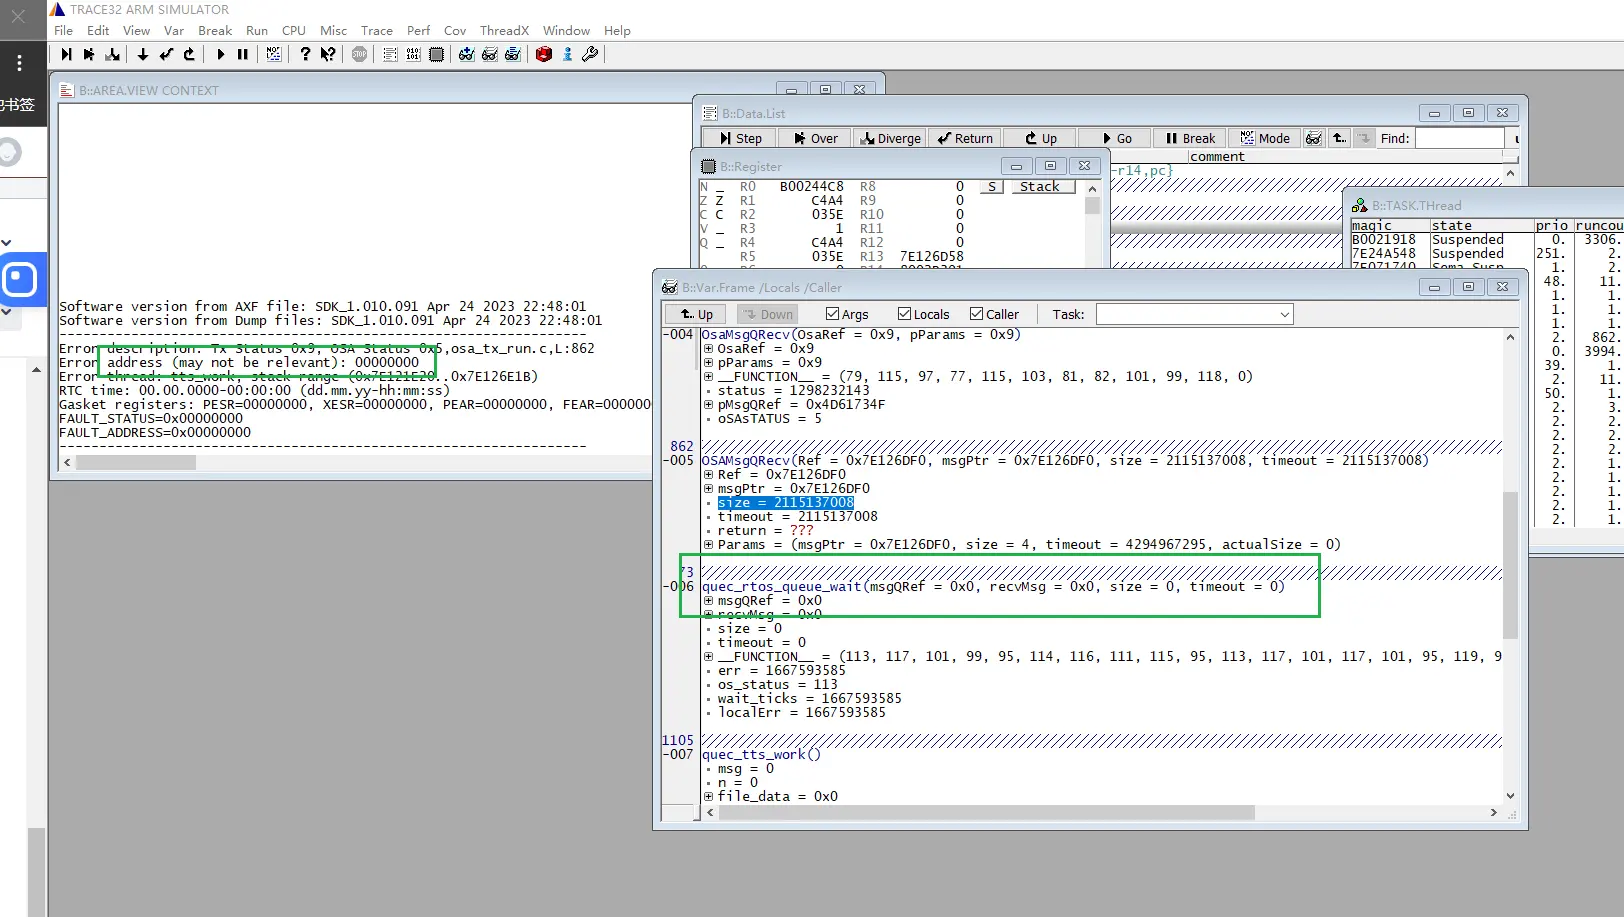 TRACE32 ARM SIMULATOR
File Edit View Var Break Run CPU Misc Trace Perf Cov ThreadX Window Help
书签
B::AREA.VIEW CONTEXT
Software version from AXF file: SDK_1.010.091 Apr 24 2023 22:48:01
Software version from Dump files: SDK_1.010.091 Apr 24 2023 22:48:01
Error description: Tx Status 0x9, OSA Status 0x5,osa_tx_run.c,L:862
Error address (may not be relevant): 00000000
Error thread: tts_work, stack range (0x7E121E20..0x7E126E1B)
RTC time: 00.00.0000-00:00:00 (dd.mm.yy-hh:mm:ss)
Gasket registers: PESR=00000000, XESR=00000000, PEAR=00000000, FEAR=0000000
FAULT_STATUS=0x00000000
FAULT_ADDRESS=0x00000000
B::Data.List
Step Over Diverge Return Up Go Break Mode Find:
comment
-r14,pc}
B::Register
N _ R0 B00244C8 R8 0 S Stack
Z Z R1 C4A4 R9 0
C C R2 035E R10 0
V _ R3 1 R11 0
Q _ R4 C4A4 R12 0
R5 035E R13 7E126D58
B::TASK.THread
magic state prio runcou
B0021918 Suspended 0. 3306.
7E24A548 Suspended 251. 2.
7E071740 Sema Susp 1. 2.
48. 11.
1. 1.
1. 1.
1. 1.
2. 862.
0. 3994.
39. 1.
2. 11.
50. 1.
2. 3.
2. 2.
2. 2.
2. 1.
2. 1.
2. 1.
2. 1.
2. 1.
2. 1.
B::Var.Frame /Locals /Caller
Up Down Args Locals Caller Task:
-004 OsaMsgQRecv(OsaRef = 0x9, pParams = 0x9)
OsaRef = 0x9
pParams = 0x9
__FUNCTION__ = (79, 115, 97, 77, 115, 103, 81, 82, 101, 99, 118, 0)
status = 1298232143
pMsgQRef = 0x4D61734F
oSAsTATUS = 5
862
-005 OSAMsgQRecv(Ref = 0x7E126DF0, msgPtr = 0x7E126DF0, size = 2115137008, timeout = 2115137008)
Ref = 0x7E126DF0
msgPtr = 0x7E126DF0
size = 2115137008
timeout = 2115137008
return = ???
Params = (msgPtr = 0x7E126DF0, size = 4, timeout = 4294967295, actualSize = 0)
73
-006 quec_rtos_queue_wait(msgQRef = 0x0, recvMsg = 0x0, size = 0, timeout = 0)
msgQRef = 0x0
recvMsg = 0x0
size = 0
timeout = 0
__FUNCTION__ = (113, 117, 101, 99, 95, 114, 116, 111, 115, 95, 113, 117, 101, 117, 101, 95, 119, 9
err = 1667593585
os_status = 113
wait_ticks = 1667593585
localErr = 1667593585
1105
-007 quec_tts_work()
msg = 0
n = 0
file_data = 0x0